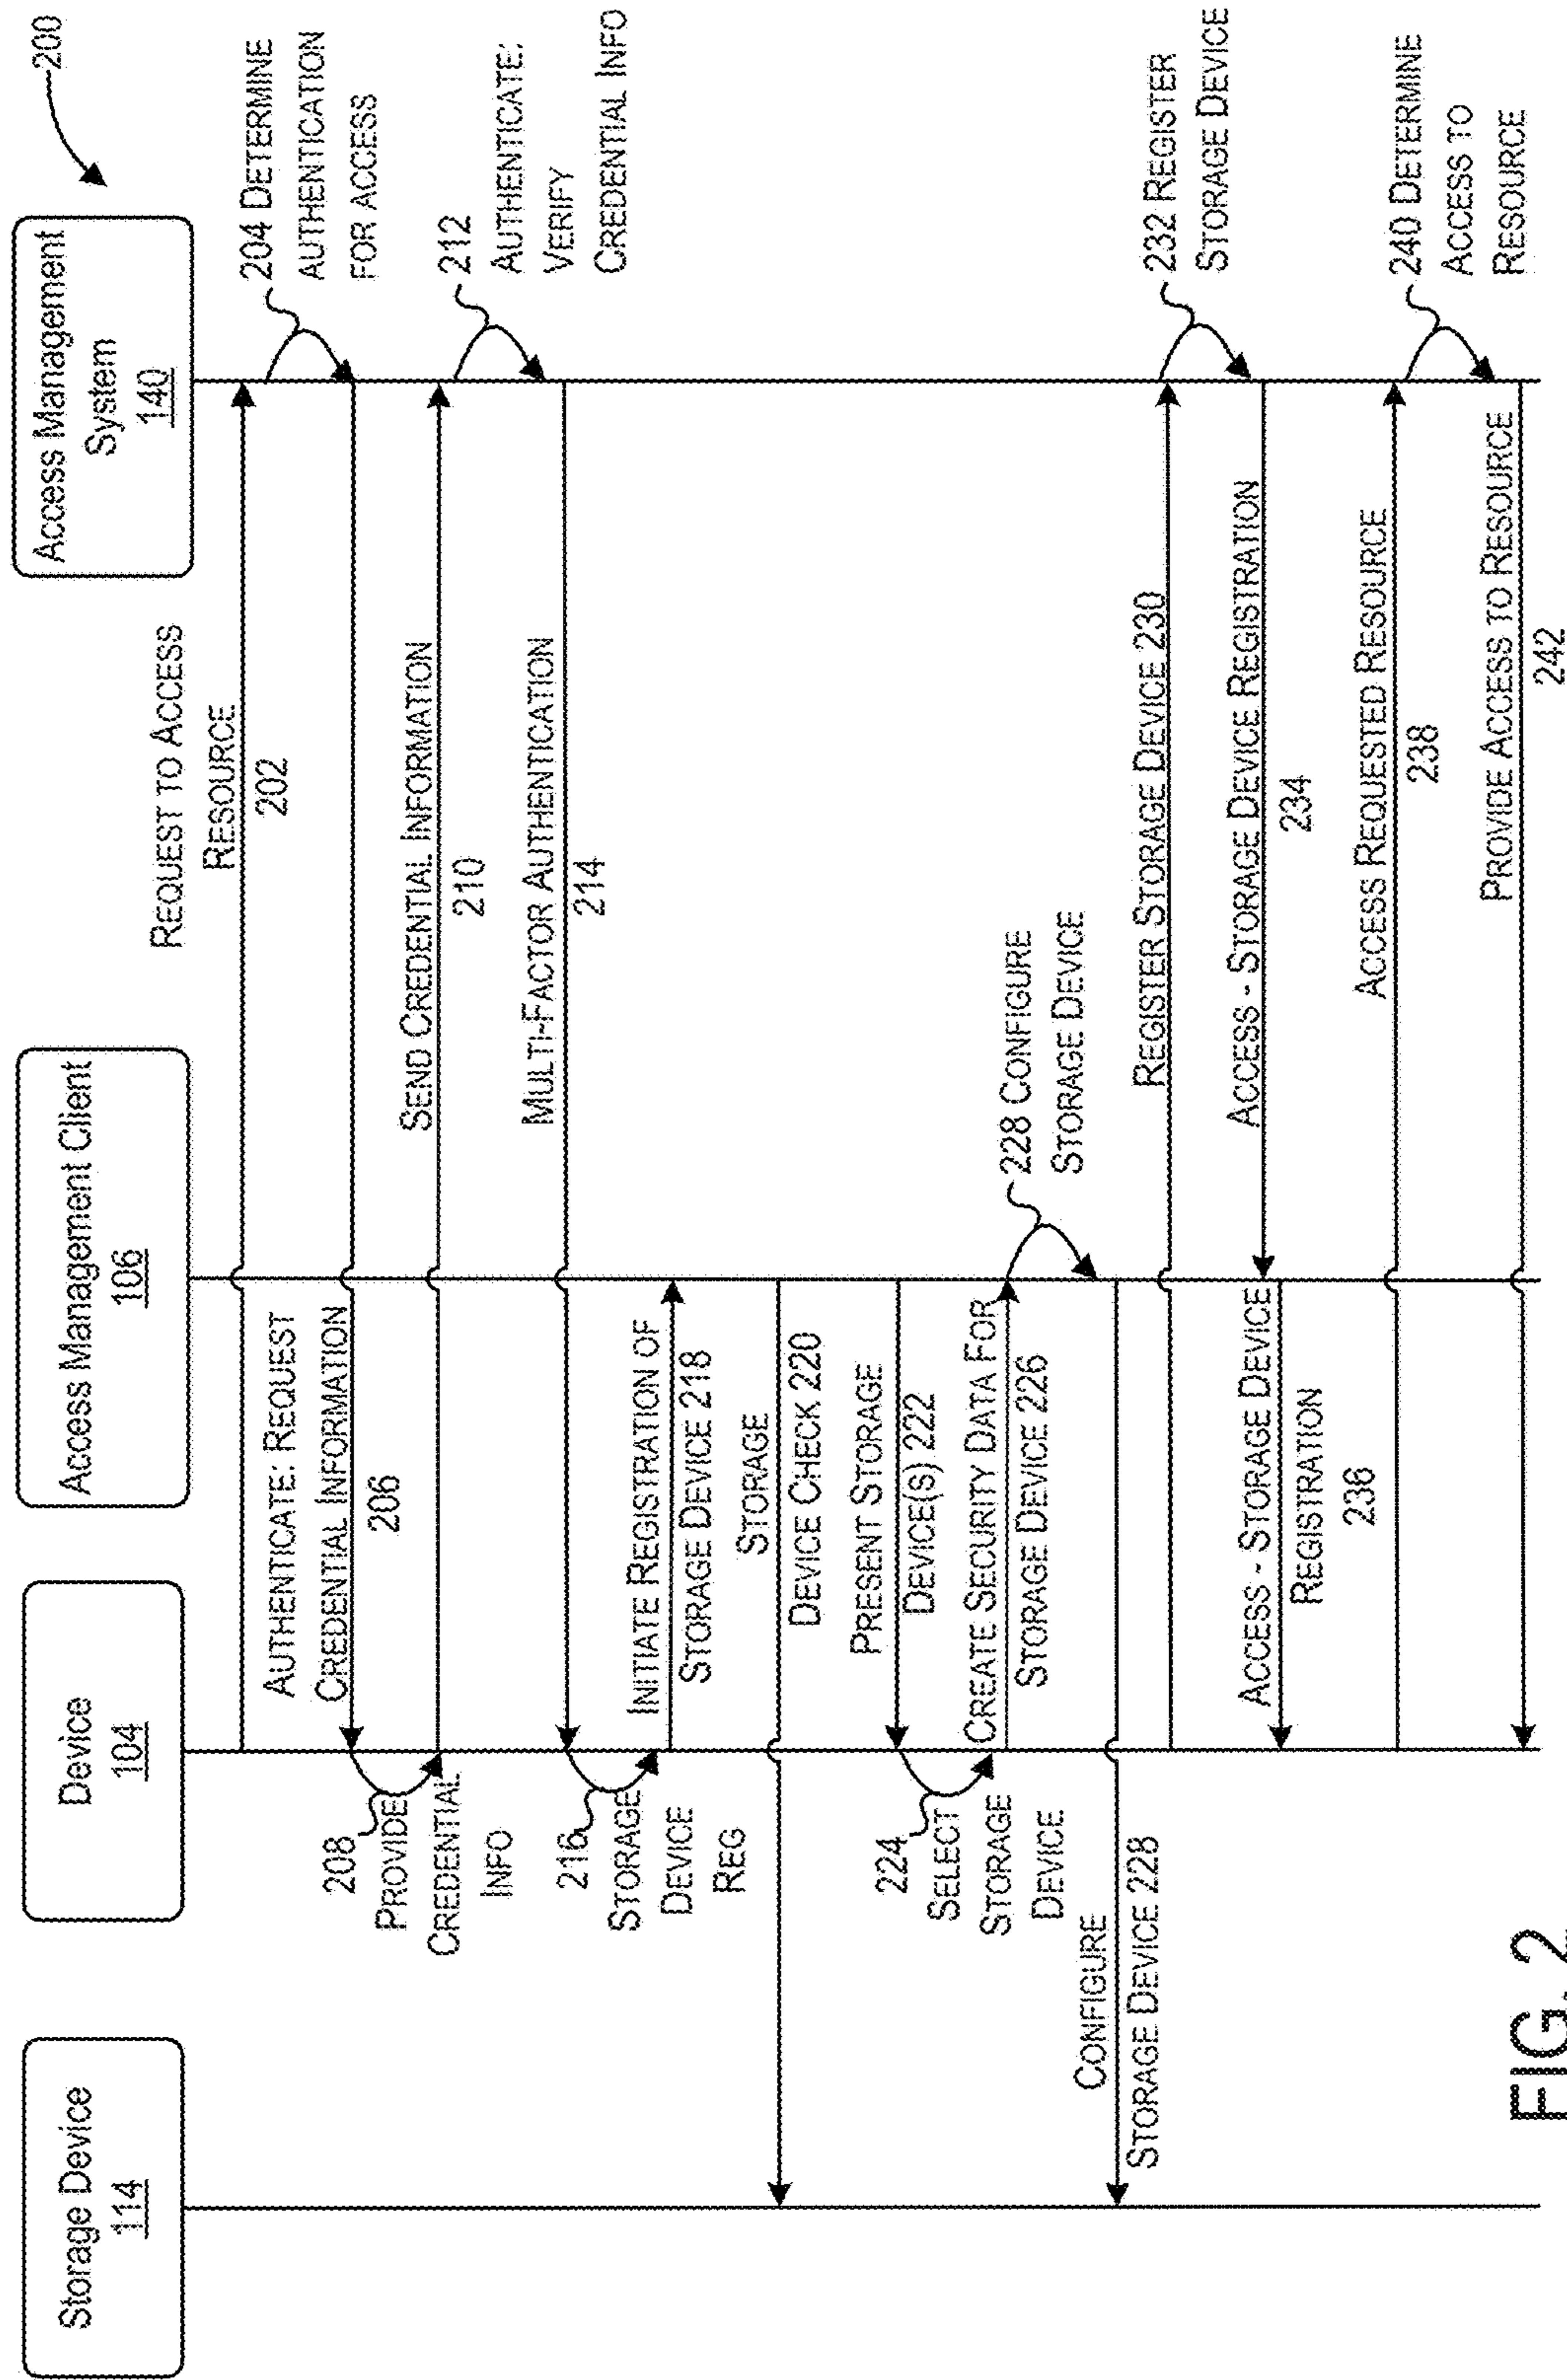 200
Storage Device
114
Device
104
Access Management Client
106
Access Management
System
140
REQUEST TO ACCESS
RESOURCE
202
204 DETERMINE
AUTHENTICATION
FOR ACCESS
AUTHENTICATE: REQUEST
CREDENTIAL INFORMATION
206
208
PROVIDE
CREDENTIAL
INFO
SEND CREDENTIAL INFORMATION
210
212
AUTHENTICATE:
VERIFY
CREDENTIAL INFO
MULTI-FACTOR AUTHENTICATION
214
216
STORAGE
DEVICE
REG
INITIATE REGISTRATION OF
STORAGE DEVICE 218
STORAGE
DEVICE CHECK 220
PRESENT STORAGE
DEVICE(S) 222
224
SELECT
STORAGE
DEVICE
CREATE SECURITY DATA FOR
STORAGE DEVICE 226
228 CONFIGURE
STORAGE DEVICE
CONFIGURE
STORAGE DEVICE 228
REGISTER STORAGE DEVICE 230
232 REGISTER
STORAGE DEVICE
ACCESS - STORAGE DEVICE REGISTRATION
234
ACCESS - STORAGE DEVICE
REGISTRATION
236
ACCESS REQUESTED RESOURCE
238
240 DETERMINE
ACCESS TO
RESOURCE
PROVIDE ACCESS TO RESOURCE
242
FIG. 2